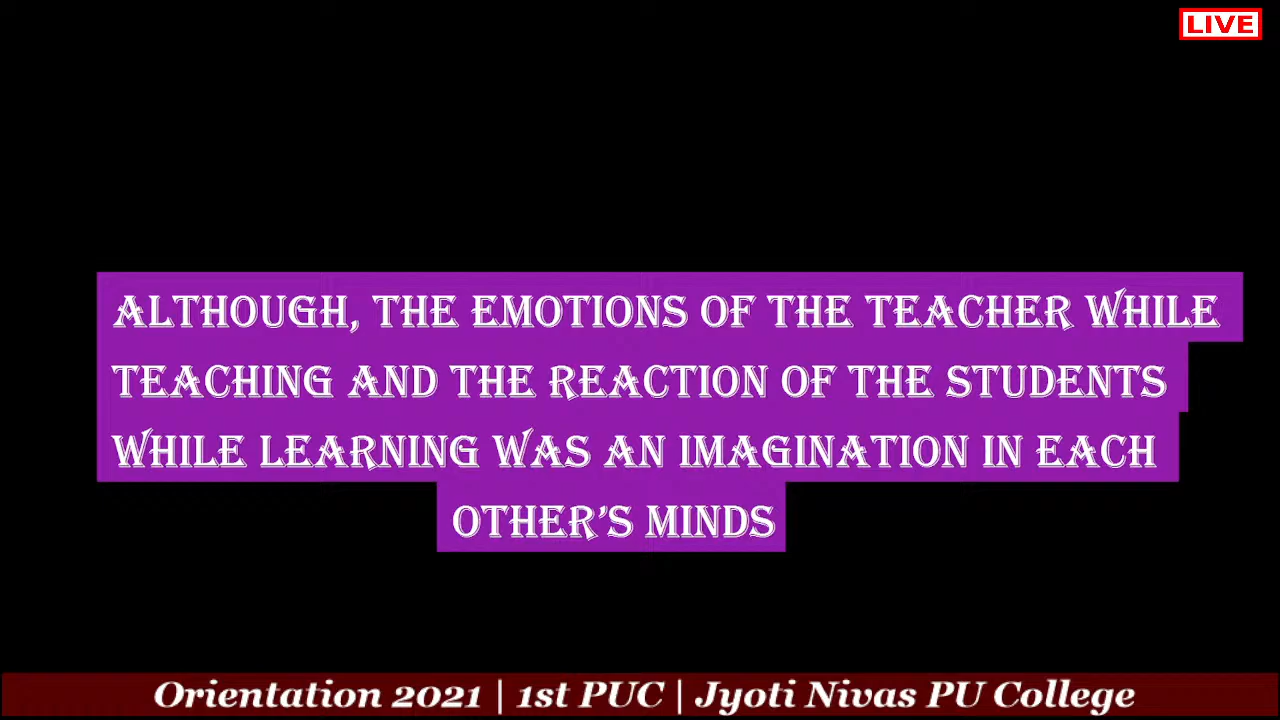 LIVE
ALTHOUGH, THE EMOTIONS OF THE TEACHER WHILE
TEACHING AND THE REACTION OF THE STUDENTS
WHILE LEARNING WAS AN IMAGINATION IN EACH
OTHER’S MINDS
Orientation 2021 | 1st PUC | Jyoti Nivas PU College